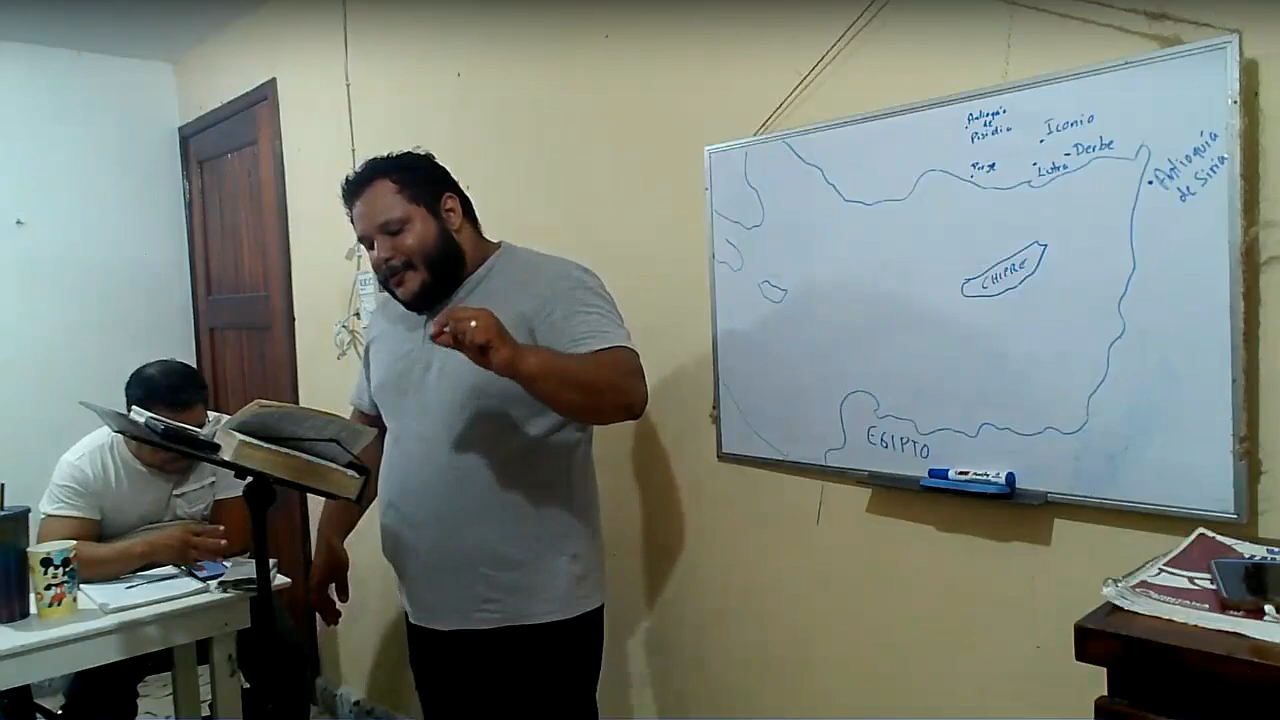 Antioquía
de
Pisidia
Iconio
Derbe
Listra
Perge
Antioquía
de Siria
CHIPRE
EGIPTO